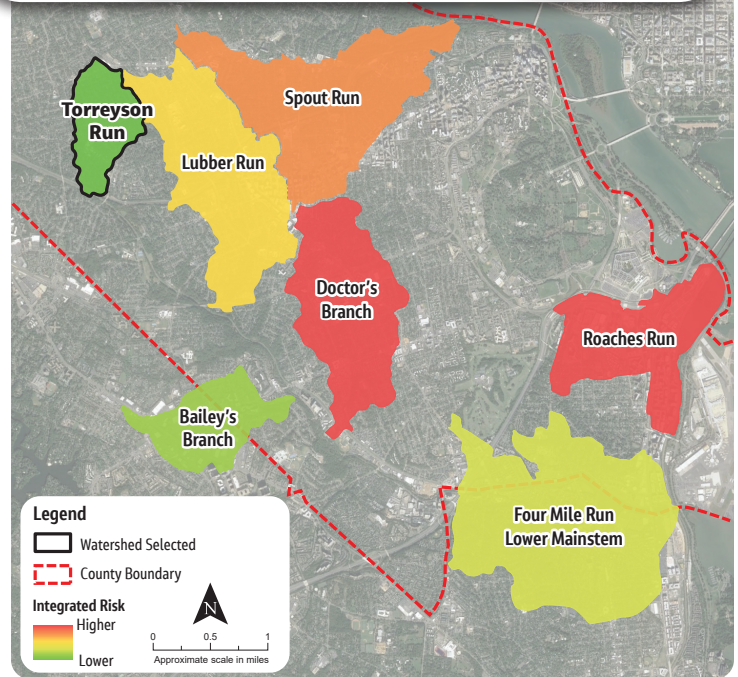 Spout Run
Torreyson
Run
Lubber Run
Doctor's
Branch
Roaches Run
Bailey's
Branch
Four Mile Run
Lower Mainstem
Legend
Watershed Selected
County Boundary
Integrated Risk
Higher
Lower
N
0 0.5 1
Approximate scale in miles